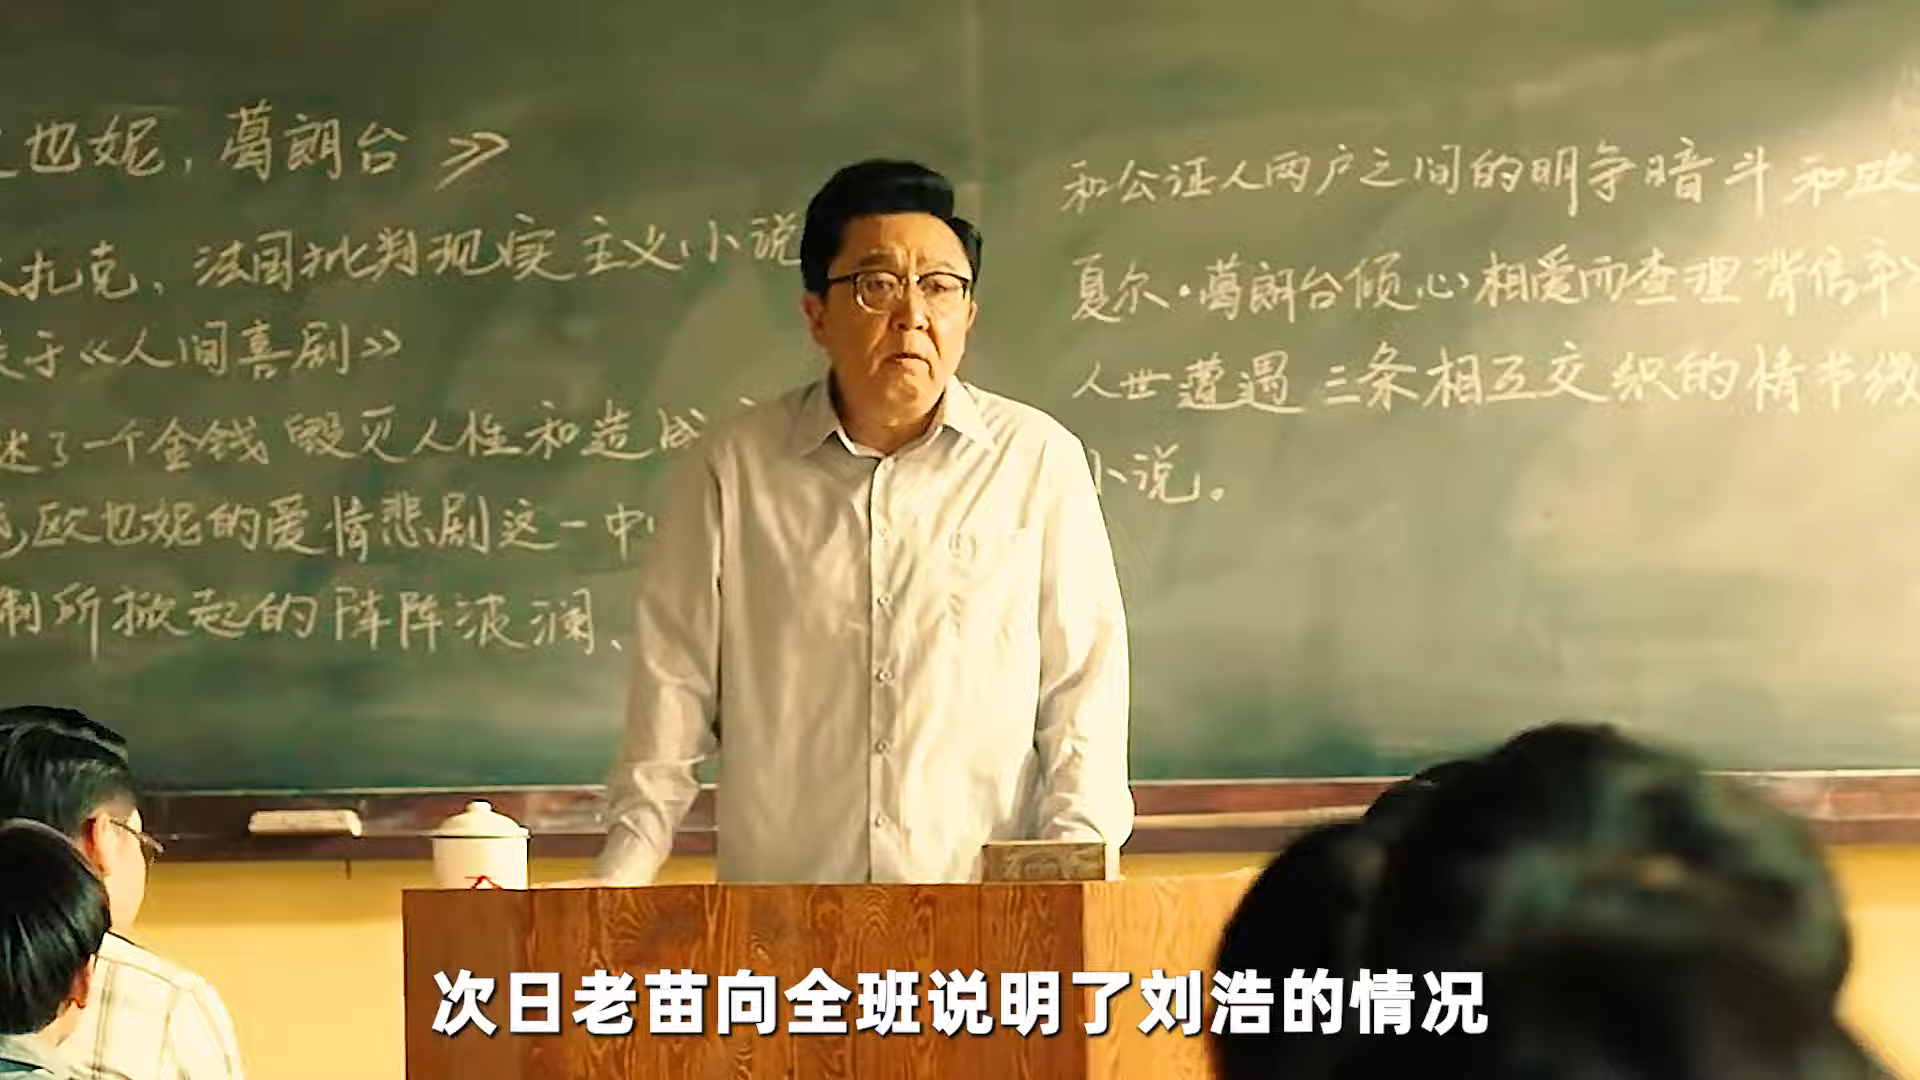 也妮,葛朗台》
扎克,法国批判现实主义小说
于《人间喜剧》
述了一个金钱毁灭人性和造成
欧也妮的爱情悲剧这一中
制所掀起的阵阵波澜、
和公证人两户之间的明争暗斗和欧
夏尔·葛朗台倾心相爱而查理背信弃
人世遭遇三条相互交织的情节线
小说。
次日老苗向全班说明了刘浩的情况